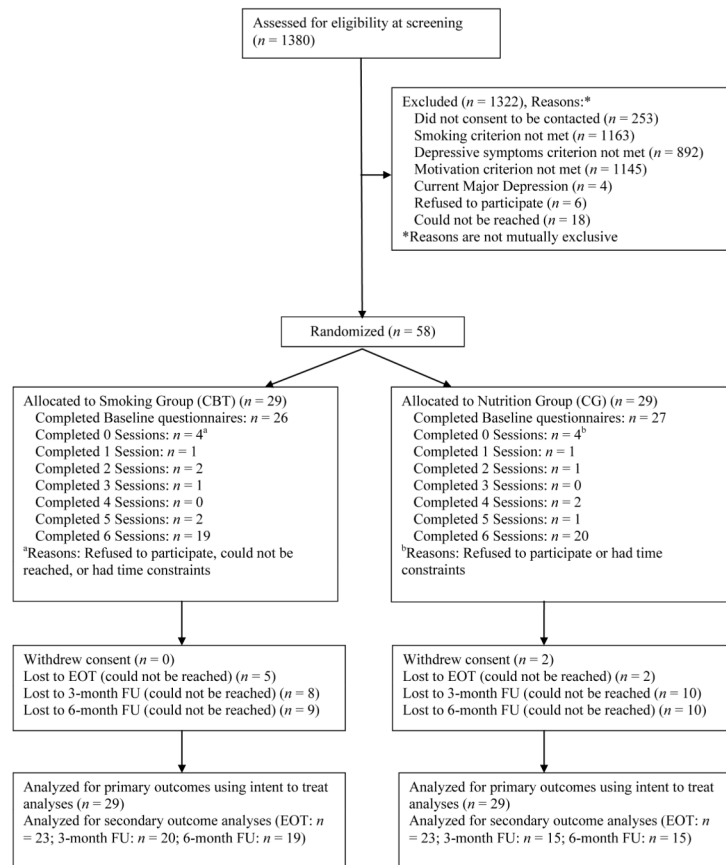 Assessed for eligibility at screening
(n = 1380)
Excluded (n = 1322), Reasons:*
Did not consent to be contacted (n = 253)
Smoking criterion not met (n = 1163)
Depressive symptoms criterion not met (n = 892)
Motivation criterion not met (n = 1145)
Current Major Depression (n = 4)
Refused to participate (n = 6)
Could not be reached (n = 18)
*Reasons are not mutually exclusive
Randomized (n = 58)
Allocated to Smoking Group (CBT) (n = 29)
Completed Baseline questionnaires: n = 26
Completed 0 Sessions: n = 4a
Completed 1 Session: n = 1
Completed 2 Sessions: n = 2
Completed 3 Sessions: n = 1
Completed 4 Sessions: n = 0
Completed 5 Sessions: n = 2
Completed 6 Sessions: n = 19
aReasons: Refused to participate, could not be
reached, or had time constraints
Allocated to Nutrition Group (CG) (n = 29)
Completed Baseline questionnaires: n = 27
Completed 0 Sessions: n = 4b
Completed 1 Sessions: n = 1
Completed 2 Sessions: n = 1
Completed 3 Sessions: n = 0
Completed 4 Sessions: n = 2
Completed 5 Sessions: n = 1
Completed 6 Sessions: n = 20
bReasons: Refused to participate or had time
constraints
Withdrew consent (n = 0)
Lost to EOT (could not be reached) (n = 5)
Lost to 3-month FU (could not be reached) (n = 8)
Lost to 6-month FU (could not be reached) (n = 9)
Withdrew consent (n = 2)
Lost to EOT (could not be reached) (n = 2)
Lost to 3-month FU (could not be reached (n = 10)
Lost to 6-month FU (could not be reached) (n = 10)
Analyzed for primary outcomes using intent to treat
analyses (n = 29)
Analyzed for secondary outcome analyses (EOT: n
= 23; 3-month FU: n = 20; 6-month FU: n = 19)
Analyzed for primary outcomes using intent to treat
analyses (n = 29)
Analyzed for secondary outcome analyses (EOT: n
= 23; 3-month FU: n = 15; 6-month FU: n = 15)